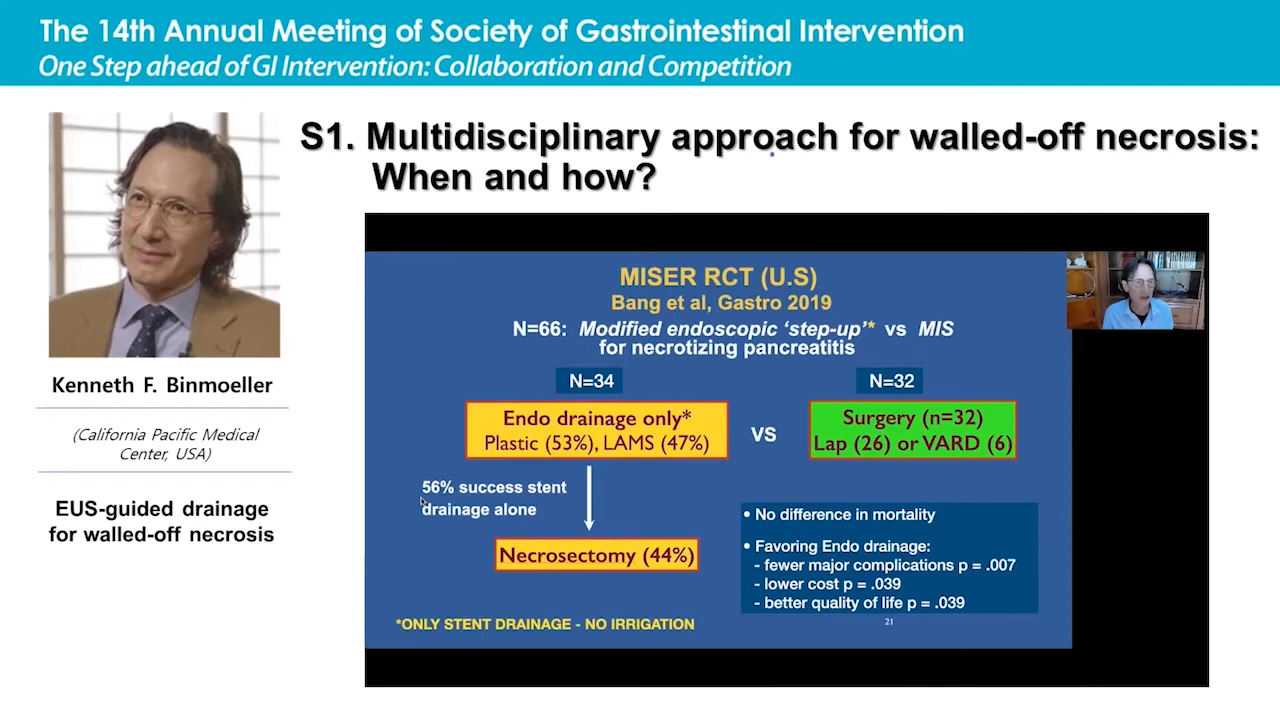 The 14th Annual Meeting of Society of Gastrointestinal Intervention
One Step ahead of GI Intervention: Collaboration and Competition
S1. Multidisciplinary approach for walled-off necrosis:
When and how?
Kenneth F. Binmoeller
(California Pacific Medical
Center, USA)
EUS-guided drainage
for walled-off necrosis
MISER RCT (U.S)
Bang et al, Gastro 2019
N=66: Modified endoscopic ‘step-up’* vs MIS
for necrotizing pancreatitis
N=34
N=32
Endo drainage only*
Plastic (53%), LAMS (47%)
VS
Surgery (n=32)
Lap (26) or VARD (6)
56% success stent
drainage alone
Necrosectomy (44%)
• No difference in mortality
• Favoring Endo drainage:
- fewer major complications p = .007
- lower cost p = .039
- better quality of life p = .039
*ONLY STENT DRAINAGE - NO IRRIGATION
21